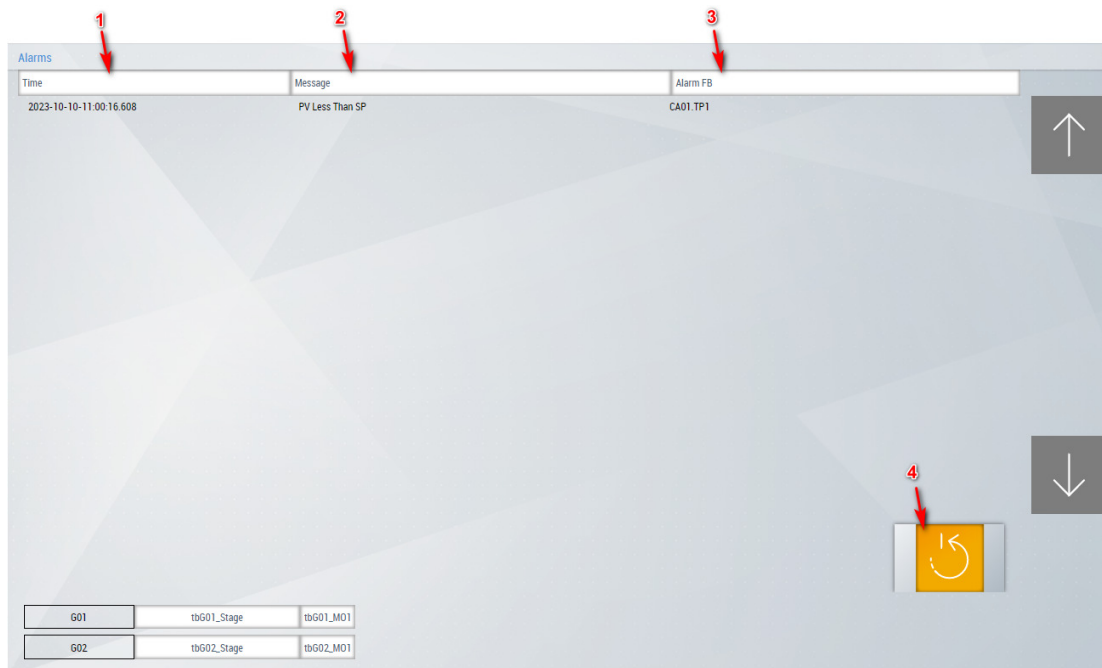 1 2 3
Alarms
Time Message Alarm FB
2023-10-10-11:00:16.608 PV Less Than SP CA01.TP1
4
G01 tbG01_Stage tbG01_MO1
G02 tbG02_Stage tbG02_MO1